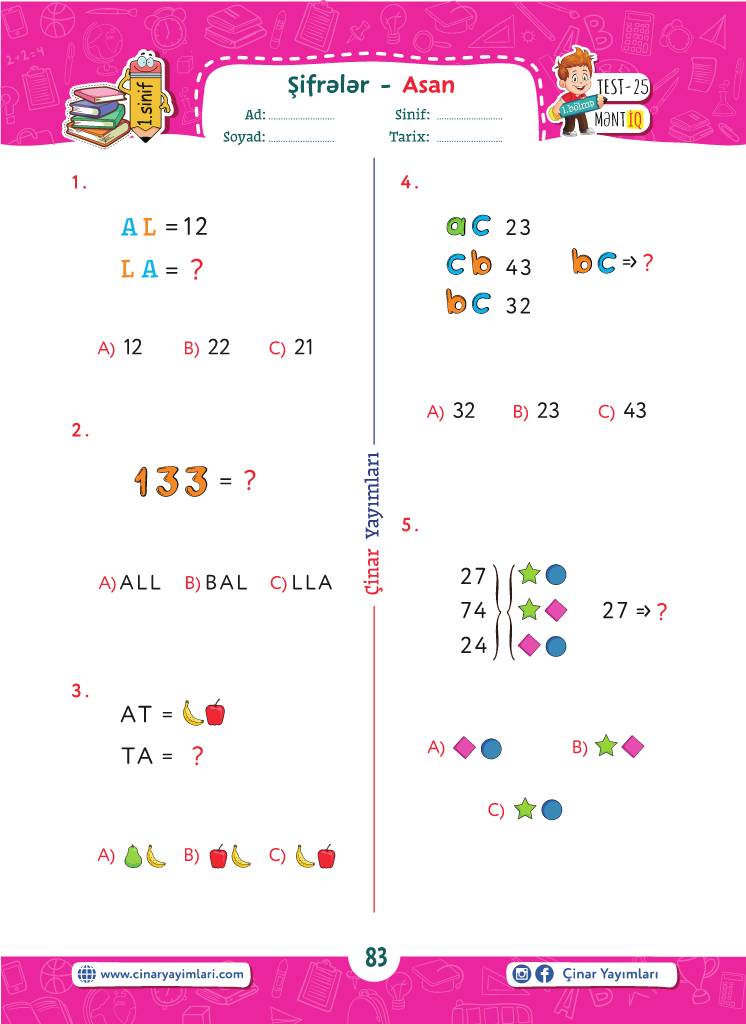 Şifrələr - Asan
1.sinif
Ad: ........................
Soyad: ........................
Sinif: ........................
Tarix: ........................
TEST-25
1.bölmə
MƏNTİQ
1.
AL = 12
LA = ?
A) 12 B) 22 C) 21
2.
133 = ?
A) ALL B) BAL C) LLA
3.
AT =
TA = ?
A) B) C)
Çinar Yayımları
4.
ac 23
cb 43
bc 32
bc ⇒ ?
A) 32 B) 23 C) 43
5.
27
74
24
27 ⇒ ?
A) B)
C)
www.cinaryayimlari.com
83
Çinar Yayımları